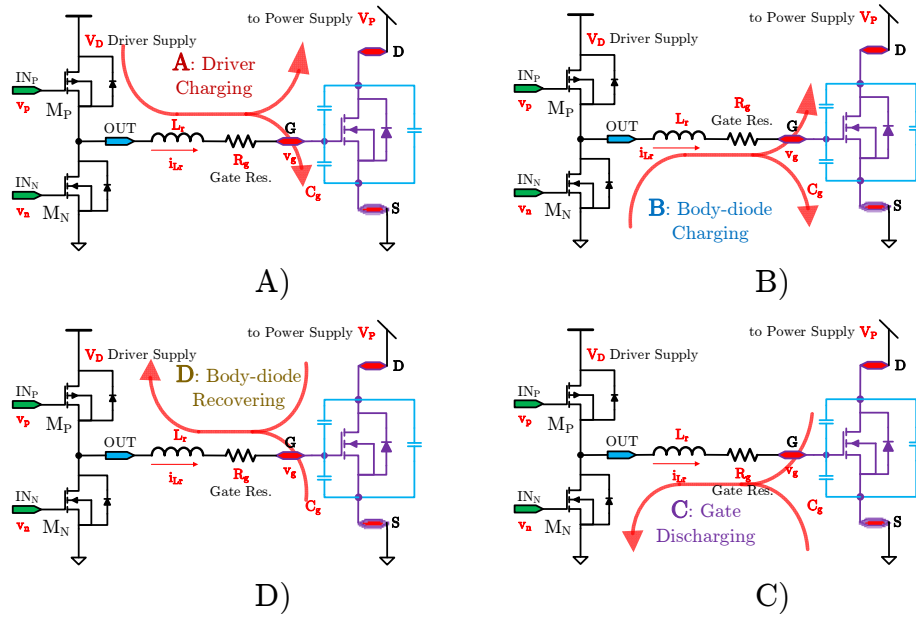 to Power Supply V_P
V_D Driver Supply
D
A: Driver
Charging
IN_P
v_p
M_P
OUT
L_r
G
i_Lr
R_g
v_g
Gate Res.
C_g
IN_N
v_n
M_N
S
A)
to Power Supply V_P
V_D Driver Supply
D
IN_P
v_p
M_P
R_g
Gate Res.
OUT
L_r
G
i_Lr
v_g
C_g
IN_N
v_n
M_N
B: Body-diode
Charging
S
B)
to Power Supply V_P
V_D Driver Supply
D
D: Body-diode
Recovering
IN_P
v_p
M_P
OUT
L_r
G
i_Lr
R_g
v_g
Gate Res.
C_g
IN_N
v_n
M_N
S
D)
to Power Supply V_P
V_D Driver Supply
D
IN_P
v_p
M_P
OUT
L_r
G
i_Lr
R_g
v_g
Gate Res.
C_g
IN_N
v_n
M_N
C: Gate
Discharging
S
C)